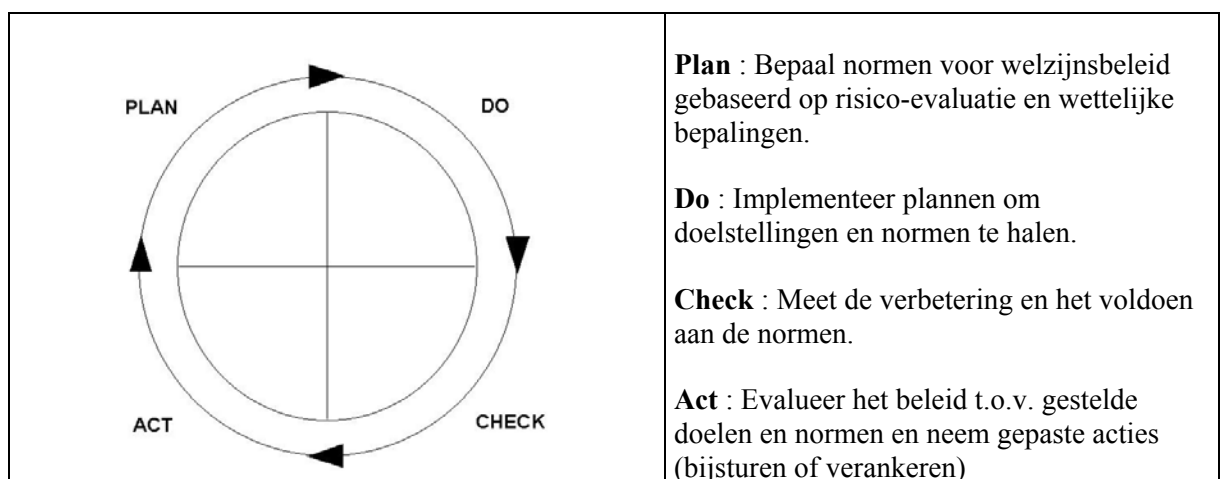 PLAN
DO
ACT
CHECK
Plan : Bepaal normen voor welzijnsbeleid
gebaseerd op risico-evaluatie en wettelijke
bepalingen.
Do : Implementeer plannen om
doelstellingen en normen te halen.
Check : Meet de verbetering en het voldoen
aan de normen.
Act : Evalueer het beleid t.o.v. gestelde
doelen en normen en neem gepaste acties
(bijsturen of verankeren)